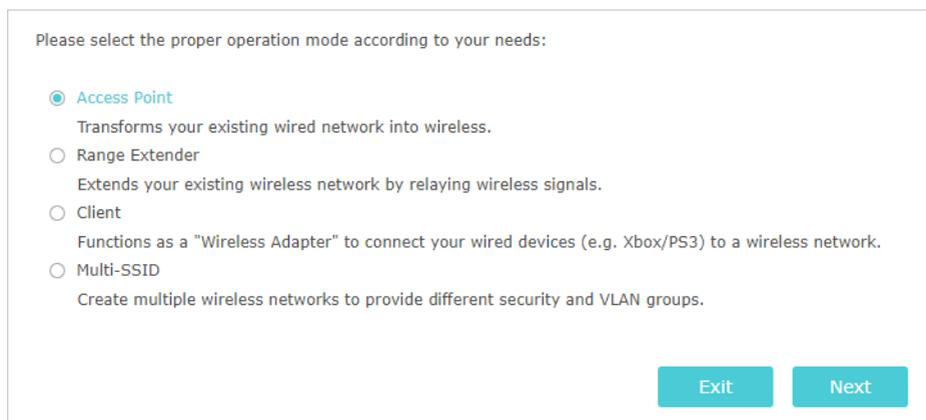 Please select the proper operation mode according to your needs:
Access Point
Transforms your existing wired network into wireless.
Range Extender
Extends your existing wireless network by relaying wireless signals.
Client
Functions as a "Wireless Adapter" to connect your wired devices (e.g. Xbox/PS3) to a wireless network.
Multi-SSID
Create multiple wireless networks to provide different security and VLAN groups.
Exit Next